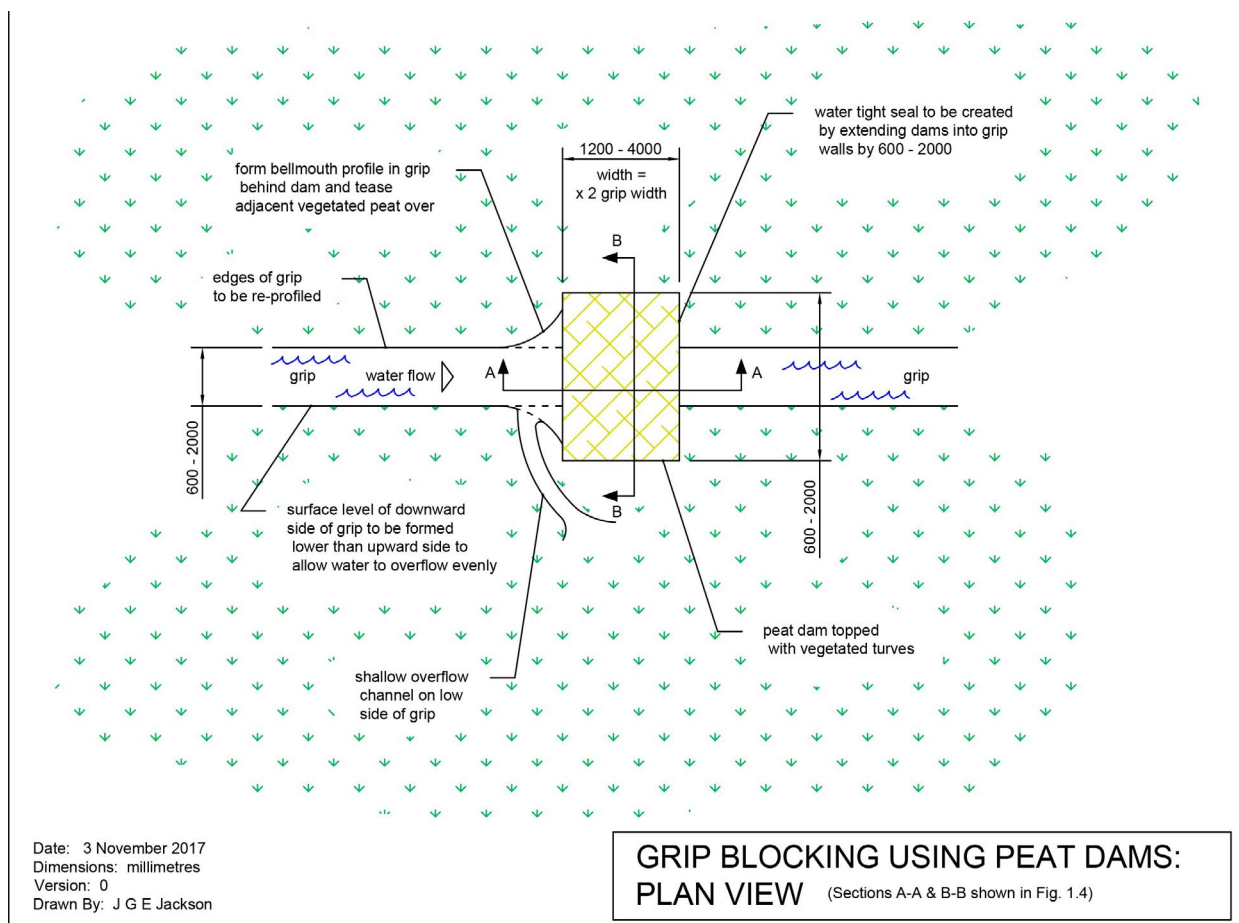 water tight seal to be created
by extending dams into grip
walls by 600 - 2000
1200 - 4000
width =
x 2 grip width
form bellmouth profile in grip
behind dam and tease
adjacent vegetated peat over
B
edges of grip
to be re-profiled
grip
water flow
A
A
grip
600 - 2000
B
600 - 2000
surface level of downward
side of grip to be formed
lower than upward side to
allow water to overflow evenly
peat dam topped
with vegetated turves
shallow overflow
channel on low
side of grip
Date: 3 November 2017
Dimensions: millimetres
Version: 0
Drawn By: J G E Jackson
GRIP BLOCKING USING PEAT DAMS:
PLAN VIEW (Sections A-A & B-B shown in Fig. 1.4)